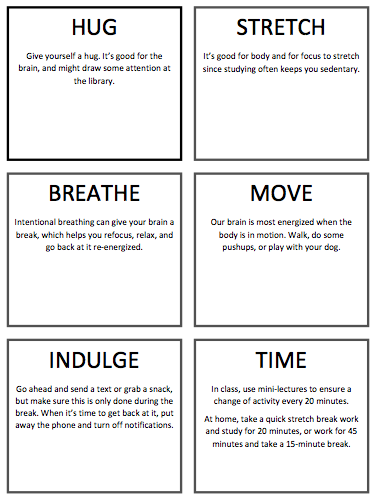 HUG
Give yourself a hug. It's good for the
brain, and might draw some attention at
the library.
STRETCH
It's good for body and for focus to stretch
since studying often keeps you sedentary.
BREATHE
Intentional breathing can give your brain a
break, which helps you refocus, relax, and
go back at it re-energized.
MOVE
Our brain is most energized when the
body is in motion. Walk, do some
pushups, or play with your dog.
INDULGE
Go ahead and send a text or grab a snack,
but make sure this is only done during the
break. When it's time to get back at it, put
away the phone and turn off notifications.
TIME
In class, use mini-lectures to ensure a
change of activity every 20 minutes.
At home, take a quick stretch break work
and study for 20 minutes, or work for 45
minutes and take a 15-minute break.